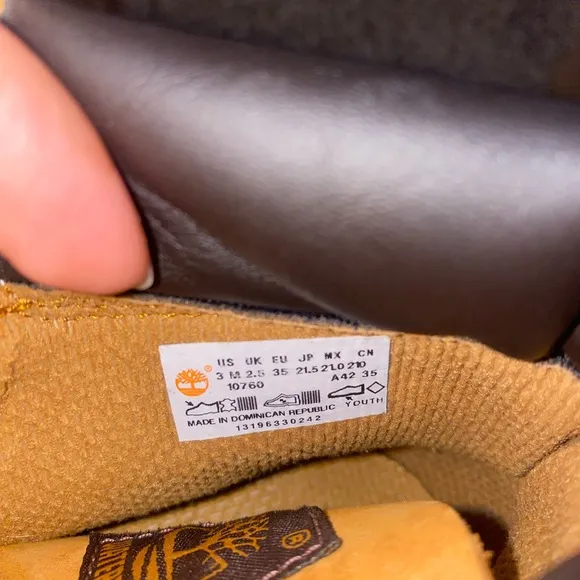 US UK EU JP MX CN
3 M 2.5 35 21.5 21.0 210
10760 A42 35
MADE IN DOMINICAN REPUBLIC YOUTH
13196330242
®